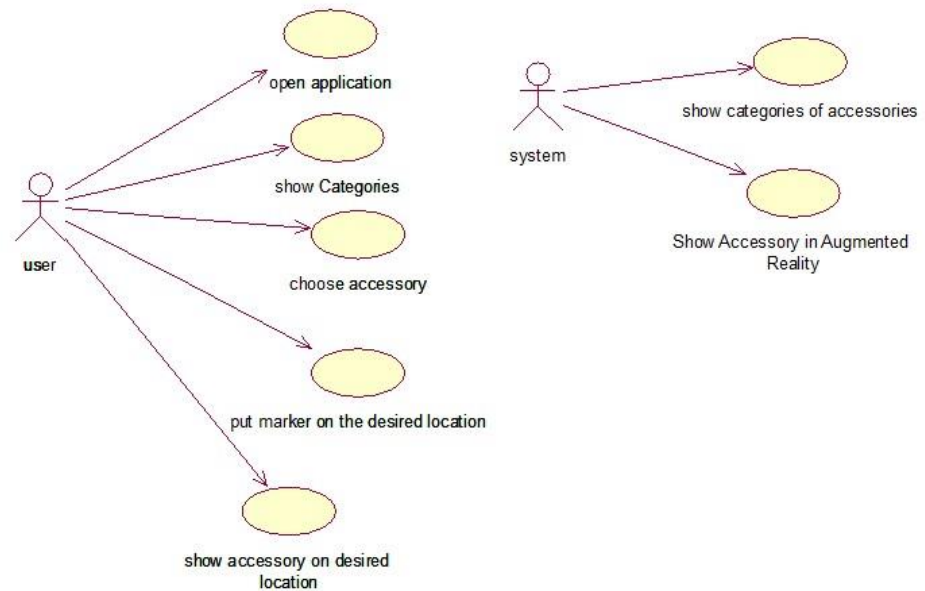 open application
show Categories
user
choose accessory
put marker on the desired location
show accessory on desired
location
show categories of accessories
system
Show Accessory in Augmented
Reality